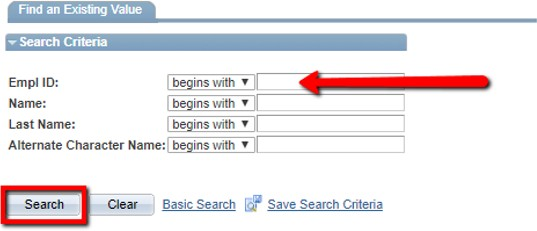 Find an Existing Value
Search Criteria
Empl ID: begins with
Name: begins with
Last Name: begins with
Alternate Character Name: begins with
Search Clear Basic Search Save Search Criteria